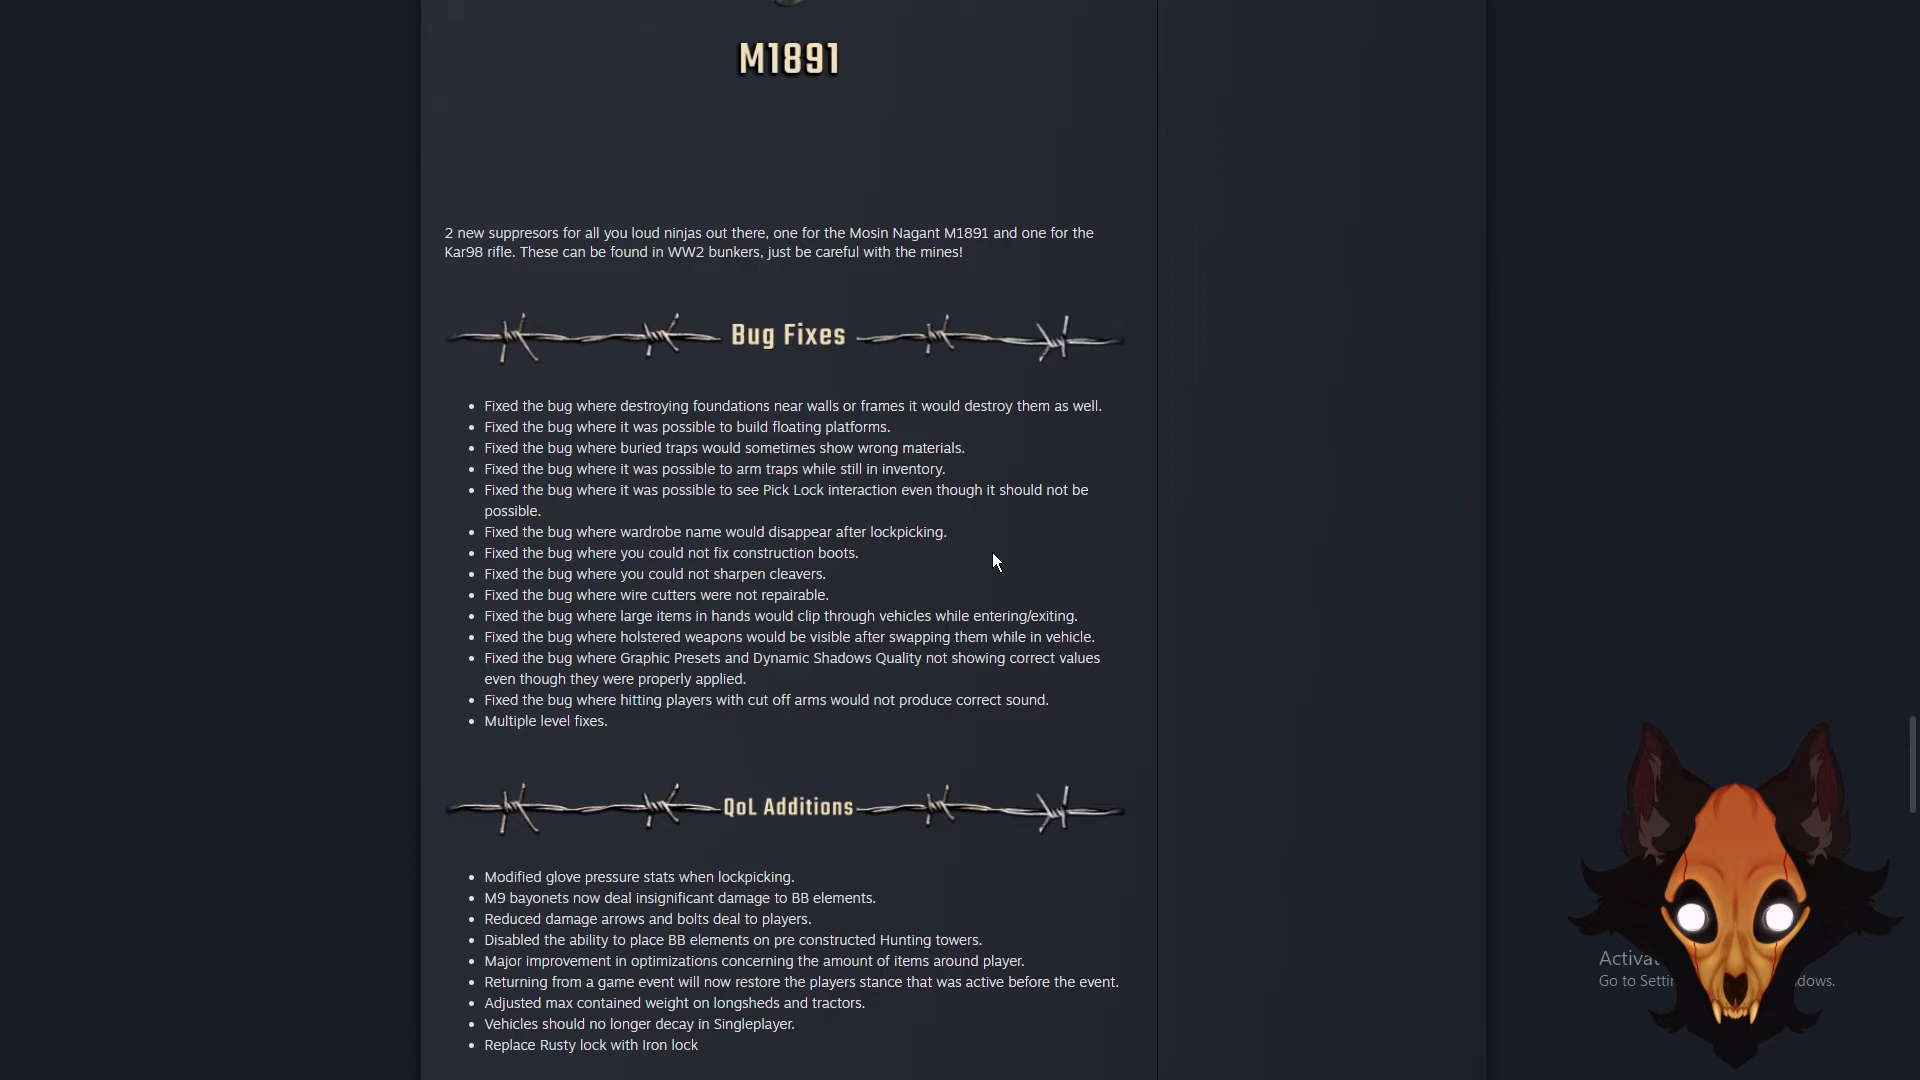 M1891
2 new suppresors for all you loud ninjas out there, one for the Mosin Nagant M1891 and one for the
Kar98 rifle. These can be found in WW2 bunkers, just be careful with the mines!
Bug Fixes
Fixed the bug where destroying foundations near walls or frames it would destroy them as well.
Fixed the bug where it was possible to build floating platforms.
Fixed the bug where buried traps would sometimes show wrong materials.
Fixed the bug where it was possible to arm traps while still in inventory.
Fixed the bug where it was possible to see Pick Lock interaction even though it should not be
possible.
Fixed the bug where wardrobe name would disappear after lockpicking.
Fixed the bug where you could not fix construction boots.
Fixed the bug where you could not sharpen cleavers.
Fixed the bug where wire cutters were not repairable.
Fixed the bug where large items in hands would clip through vehicles while entering/exiting.
Fixed the bug where holstered weapons would be visible after swapping them while in vehicle.
Fixed the bug where Graphic Presets and Dynamic Shadows Quality not showing correct values
even though they were properly applied.
Fixed the bug where hitting players with cut off arms would not produce correct sound.
Multiple level fixes.
QoL Additions
Modified glove pressure stats when lockpicking.
M9 bayonets now deal insignificant damage to BB elements.
Reduced damage arrows and bolts deal to players.
Disabled the ability to place BB elements on pre constructed Hunting towers.
Major improvement in optimizations concerning the amount of items around player.
Returning from a game event will now restore the players stance that was active before the event.
Adjusted max contained weight on longsheds and tractors.
Vehicles should no longer decay in Singleplayer.
Replace Rusty lock with Iron lock
Go to